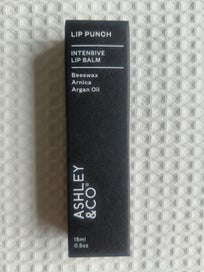 LIP PUNCH
INTENSIVE
LIP BALM
Beeswax
Arnica
Argan Oil
ASHLEY
&CO®
15ml
0.5oz